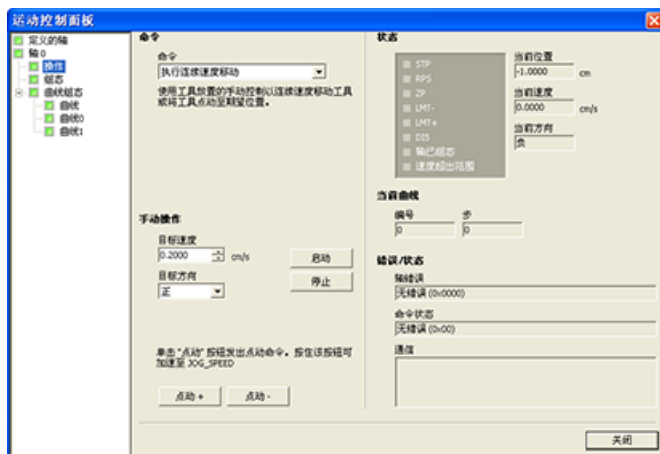 运动控制面板
定义的轴
轴0
操作
组态
曲线组态
曲线
曲线0
曲线1
命令
命令
执行连续速度移动
使用工具放置的手动控制以连续速度移动工具
或将工具点动至期望位置。
手动操作
目标速度
0.2000 cm/s
启动
目标方向
正
停止
单击"点动"按钮发出点动命令。按住该按钮可
加速至 JOG_SPEED
点动 +
点动 -
状态
STP
RPS
ZP
LMT-
LMT+
DIS
轴已组态
速度超出范围
当前位置
-1.0000 cm
当前速度
0.0000 cm/s
当前方向
负
当前曲线
编号 步
0 0
错误/状态
轴错误
无错误 (0x0000)
命令状态
无错误 (0x00)
通信
关闭